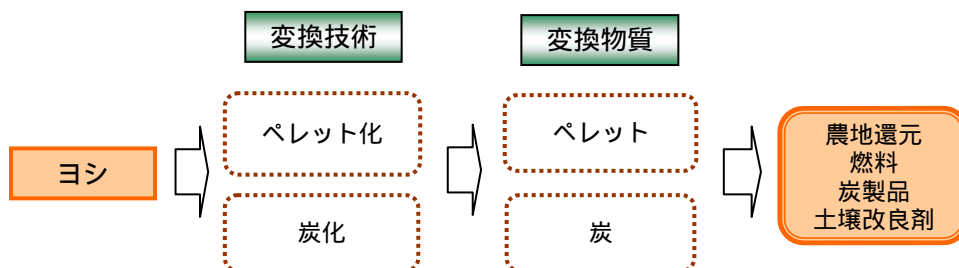 変換技術
変換物質
ヨシ
ペレット化
炭化
ペレット
炭
農地還元
燃料
炭製品
土壌改良剤